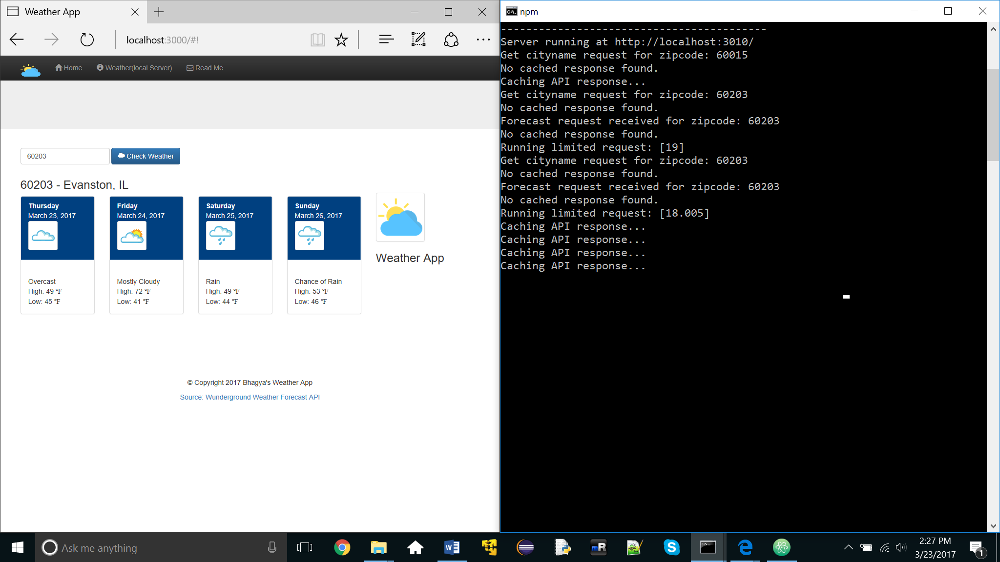 Weather App
localhost:3000/#!
Home
Weather(local Server)
Read Me
60203
Check Weather
60203 - Evanston, IL
Thursday
March 23, 2017
Overcast
High: 49 °F
Low: 45 °F
Friday
March 24, 2017
Mostly Cloudy
High: 72 °F
Low: 41 °F
Saturday
March 25, 2017
Rain
High: 49 °F
Low: 44 °F
Sunday
March 26, 2017
Chance of Rain
High: 53 °F
Low: 46 °F
Weather App
© Copyright 2017 Bhagya's Weather App
Source: Wunderground Weather Forecast API
npm
------------------------------------------
Server running at http://localhost:3010/
Get cityname request for zipcode: 60015
No cached response found.
Caching API response...
Get cityname request for zipcode: 60203
No cached response found.
Forecast request received for zipcode: 60203
No cached response found.
Running limited request: [19]
Get cityname request for zipcode: 60203
No cached response found.
Forecast request received for zipcode: 60203
No cached response found.
Running limited request: [18.005]
Caching API response...
Caching API response...
Caching API response...
Caching API response...
Ask me anything
2:27 PM
3/23/2017
1